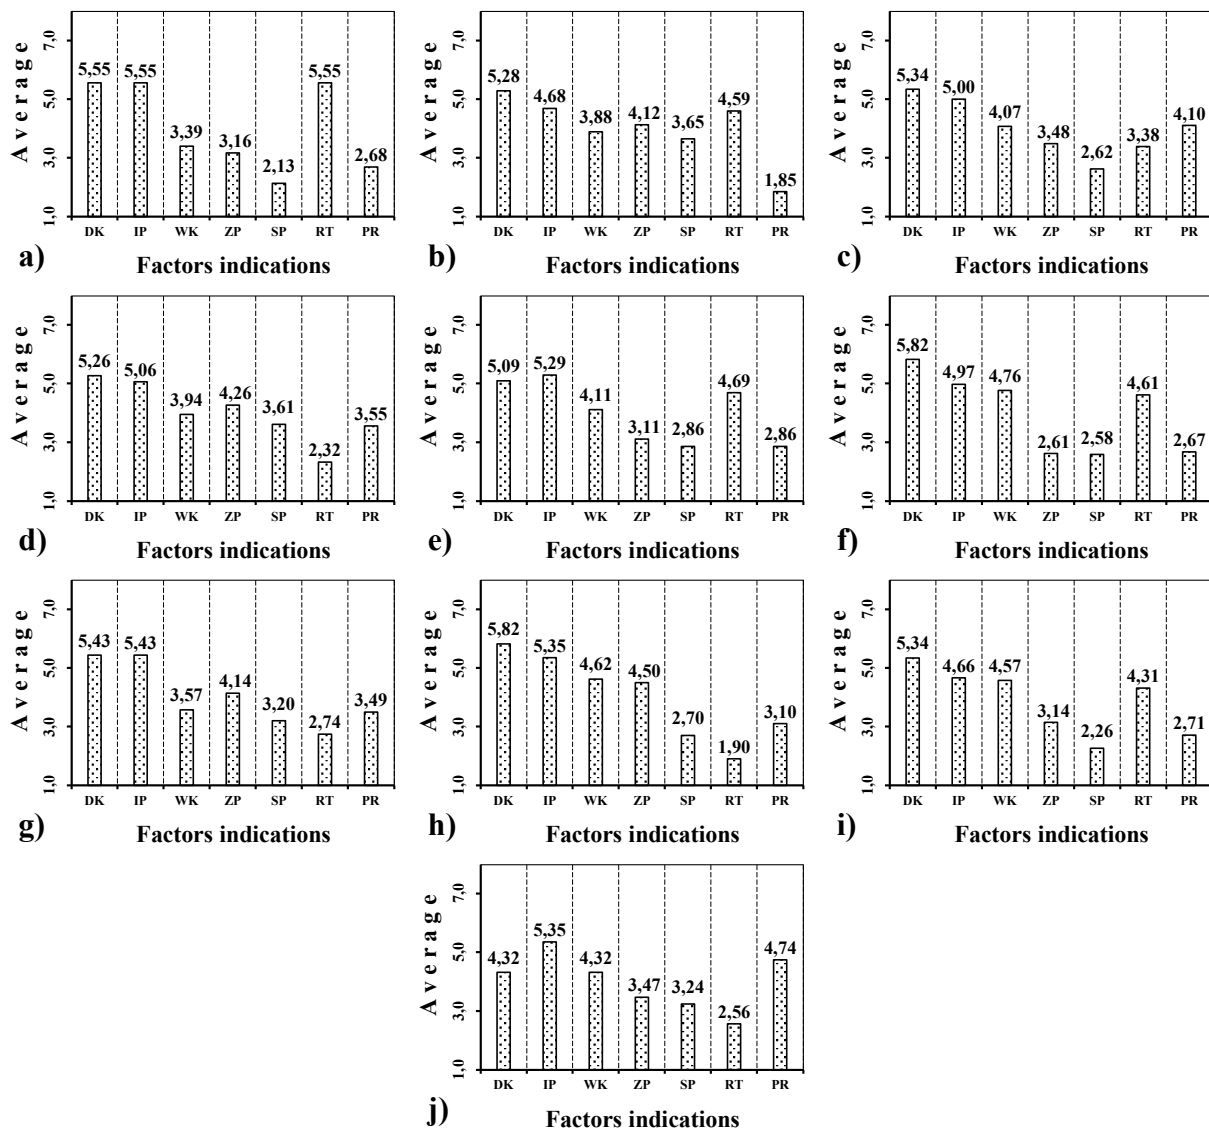 Average
7,0
5,0
3,0
1,0
5,55 5,55 3,39 3,16 2,13 5,55 2,68
DK IP WK ZP SP RT PR
a) Factors indications
Average
7,0
5,0
3,0
1,0
5,28 4,68 3,88 4,12 3,65 4,59 1,85
DK IP WK ZP SP RT PR
b) Factors indications
Average
7,0
5,0
3,0
1,0
5,34 5,00 4,07 3,48 2,62 3,38 4,10
DK IP WK ZP SP RT PR
c) Factors indications
Average
7,0
5,0
3,0
1,0
5,26 5,06 3,94 4,26 3,61 2,32 3,55
DK IP WK ZP SP RT PR
d) Factors indications
Average
7,0
5,0
3,0
1,0
5,09 5,29 4,11 3,11 2,86 4,69 2,86
DK IP WK ZP SP RT PR
e) Factors indications
Average
7,0
5,0
3,0
1,0
5,82 4,97 4,76 2,61 2,58 4,61 2,67
DK IP WK ZP SP RT PR
f) Factors indications
Average
7,0
5,0
3,0
1,0
5,43 5,43 3,57 4,14 3,20 2,74 3,49
DK IP WK ZP SP RT PR
g) Factors indications
Average
7,0
5,0
3,0
1,0
5,82 5,35 4,62 4,50 2,70 1,90 3,10
DK IP WK ZP SP RT PR
h) Factors indications
Average
7,0
5,0
3,0
1,0
5,34 4,66 4,57 3,14 2,26 4,31 2,71
DK IP WK ZP SP RT PR
i) Factors indications
Average
7,0
5,0
3,0
1,0
4,32 5,35 4,32 3,47 3,24 2,56 4,74
DK IP WK ZP SP RT PR
j) Factors indications